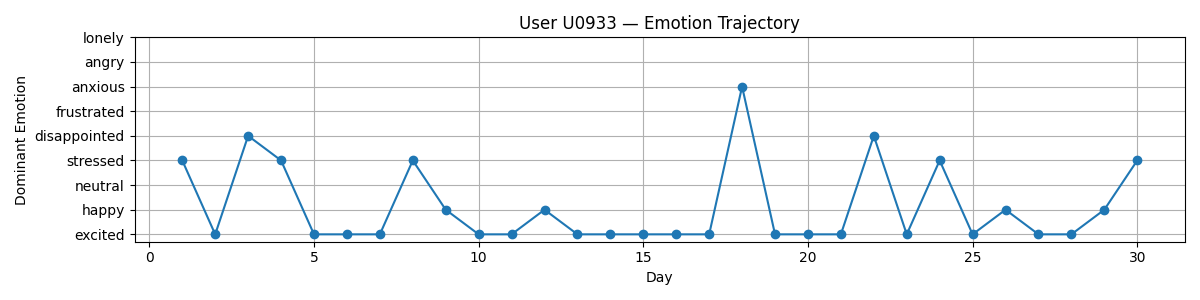 User U0933 — Emotion Trajectory
Dominant Emotion
lonely
angry
anxious
frustrated
disappointed
stressed
neutral
happy
excited
0 5 10 15 20 25 30
Day